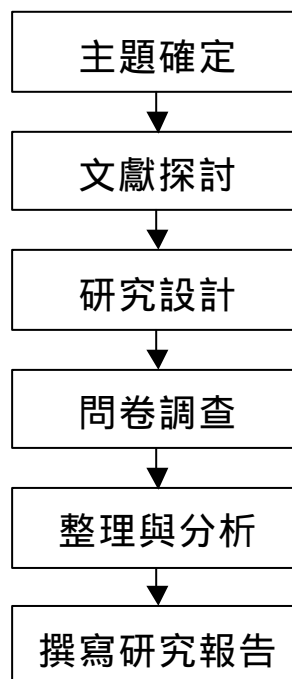 主題確定
文獻探討
研究設計
問卷調查
整理與分析
撰寫研究報告